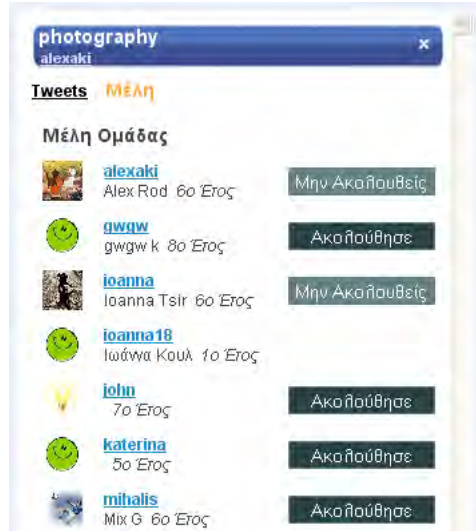 photography
x
alexaki
Tweets Μέλη
Μέλη Ομάδας
alexaki
Alex Rod 6ο Έτος
Μην Ακολουθείς
gwgw
gwgw k 8ο Έτος
Ακολούθησε
ioanna
Ioanna Tsir 6ο Έτος
Μην Ακολουθείς
ioanna18
Ιωάννα Κουλ 1ο Έτος
john
7ο Έτος
Ακολούθησε
katerina
5ο Έτος
Ακολούθησε
mihalis
Mix G 6ο Έτος
Ακολούθησε